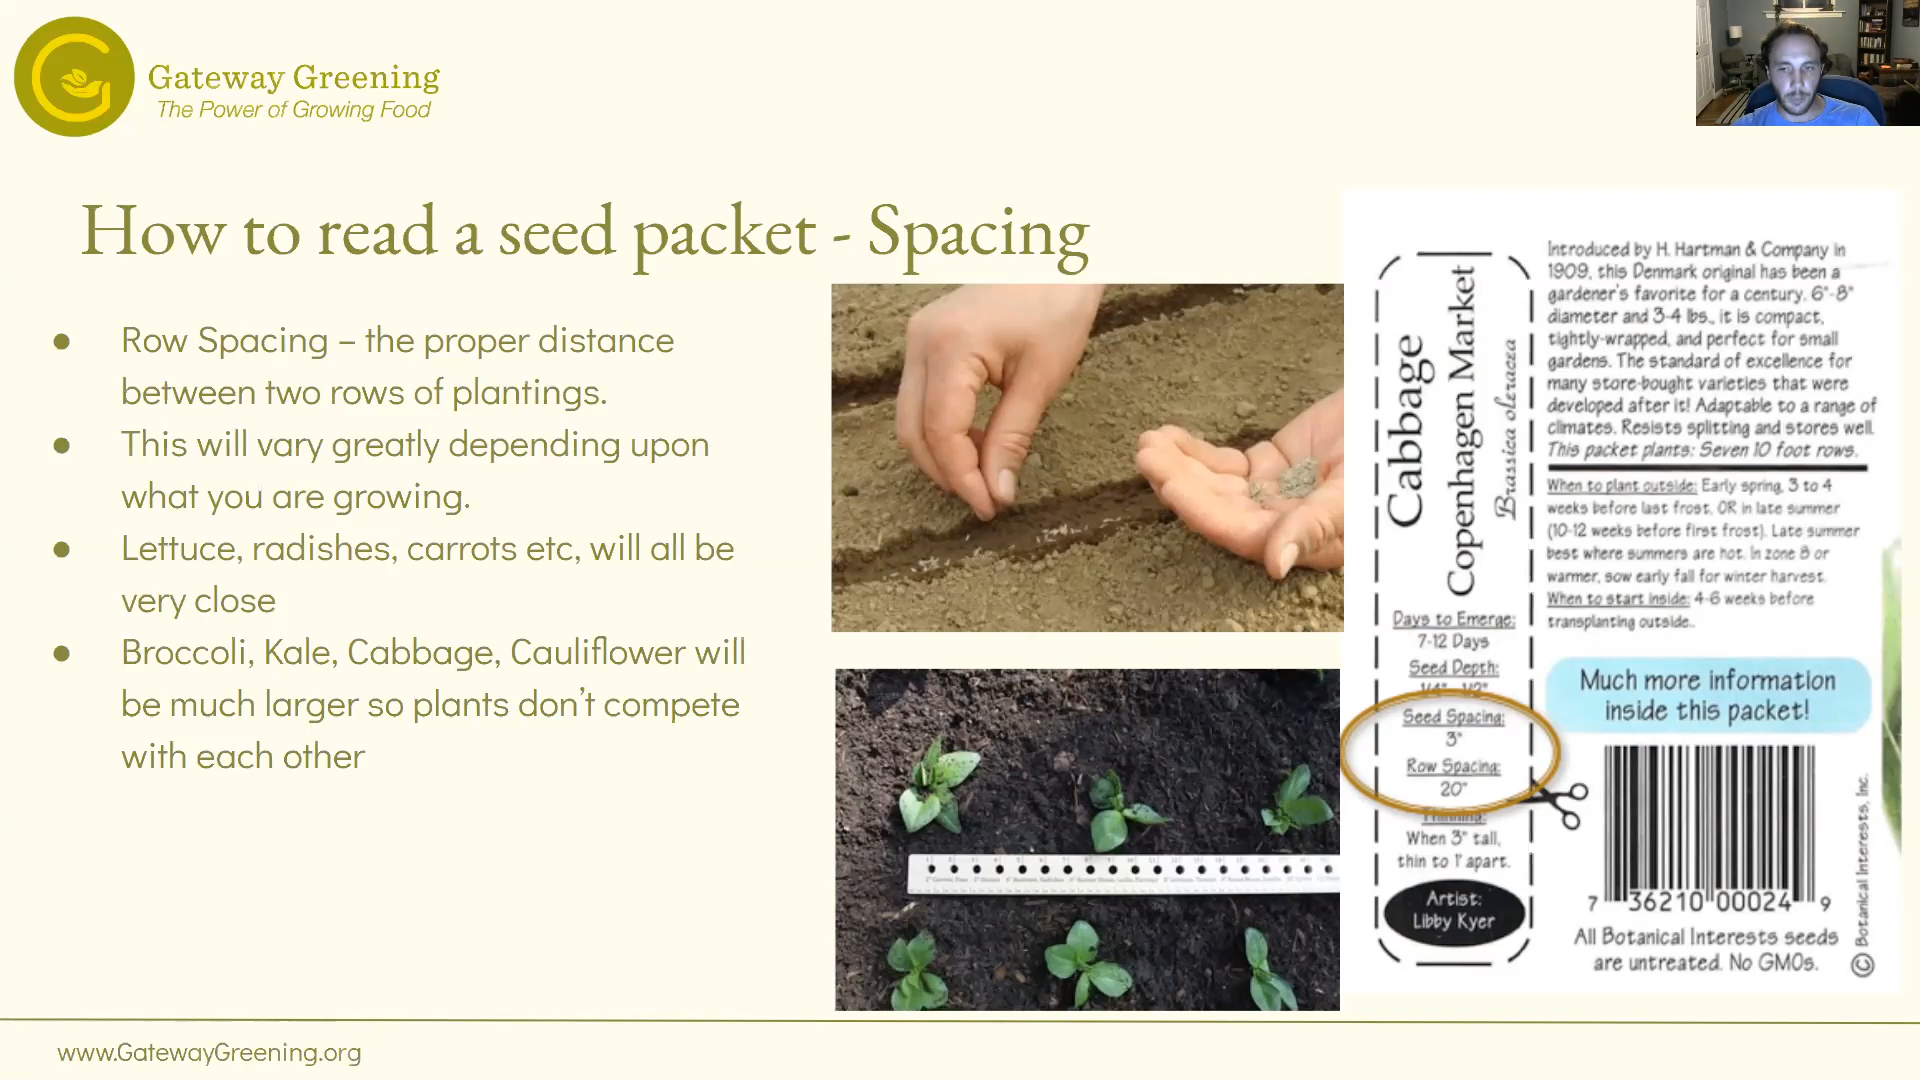 Gateway Greening
The Power of Growing Food
How to read a seed packet - Spacing
● Row Spacing – the proper distance
between two rows of plantings.
● This will vary greatly depending upon
what you are growing.
● Lettuce, radishes, carrots etc, will all be
very close
● Broccoli, Kale, Cabbage, Cauliflower will
be much larger so plants don't compete
with each other
Cabbage
Copenhagen Market
Brassica oleracea
Days to Emerge:
7-12 Days
Seed Depth:
1/4" - 1/2"
Seed Spacing:
3"
Row Spacing:
20"
Thinning:
When 3" tall,
thin to 1' apart.
Artist:
Libby Kyer
Introduced by H. Hartman & Company in
1909, this Denmark original has been a
gardener's favorite for a century. 6"-8"
diameter and 3-4 lbs., it is compact,
tightly-wrapped, and perfect for small
gardens. The standard of excellence for
many store-bought varieties that were
developed after it! Adaptable to a range of
climates. Resists splitting and stores well.
This packet plants: Seven 10 foot rows.
When to plant outside: Early spring, 3 to 4
weeks before last frost, OR in late summer
(10-12 weeks before first frost). Late summer
best where summers are hot. In zone 8 or
warmer, sow early fall for winter harvest.
When to start inside: 4-6 weeks before
transplanting outside.
Much more information
inside this packet!
7 36210 00024 9
All Botanical Interests seeds
are untreated. No GMOs.
© Botanical Interests, Inc.
www.GatewayGreening.org